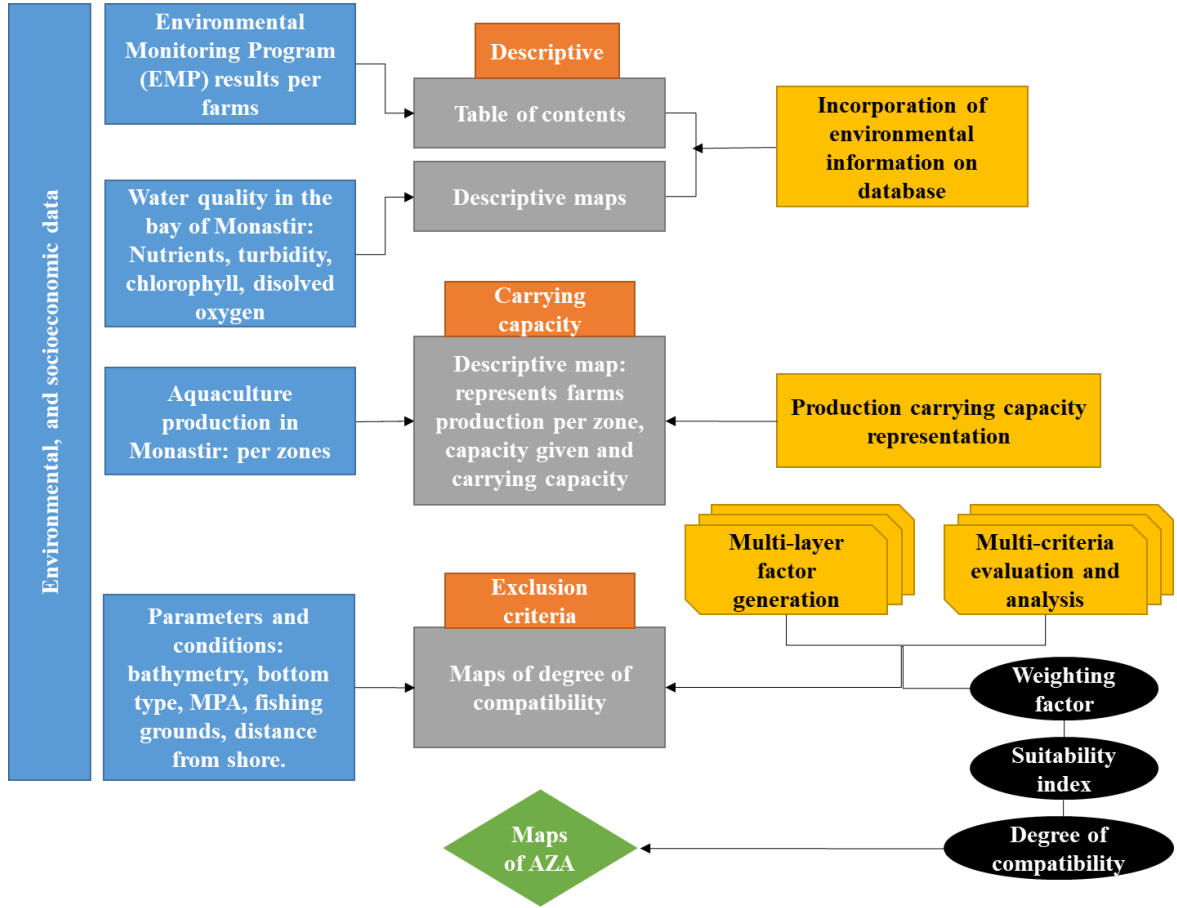 Environmental, and socioeconomic data
Environmental
Monitoring Program
(EMP) results per
farms
Descriptive
Table of contents
Incorporation of
environmental
information on
database
Water quality in the
bay of Monastir:
Nutrients, turbidity,
chlorophyll, disolved
oxygen
Descriptive maps
Carrying
capacity
Aquaculture
production in
Monastir: per zones
Descriptive map:
represents farms
production per zone,
capacity given and
carrying capacity
Production carrying capacity
representation
Multi-layer
factor
generation
Multi-criteria
evaluation and
analysis
Exclusion
criteria
Parameters and
conditions:
bathymetry, bottom
type, MPA, fishing
grounds, distance
from shore.
Maps of degree of
compatibility
Weighting
factor
Suitability
index
Degree of
compatibility
Maps
of AZA